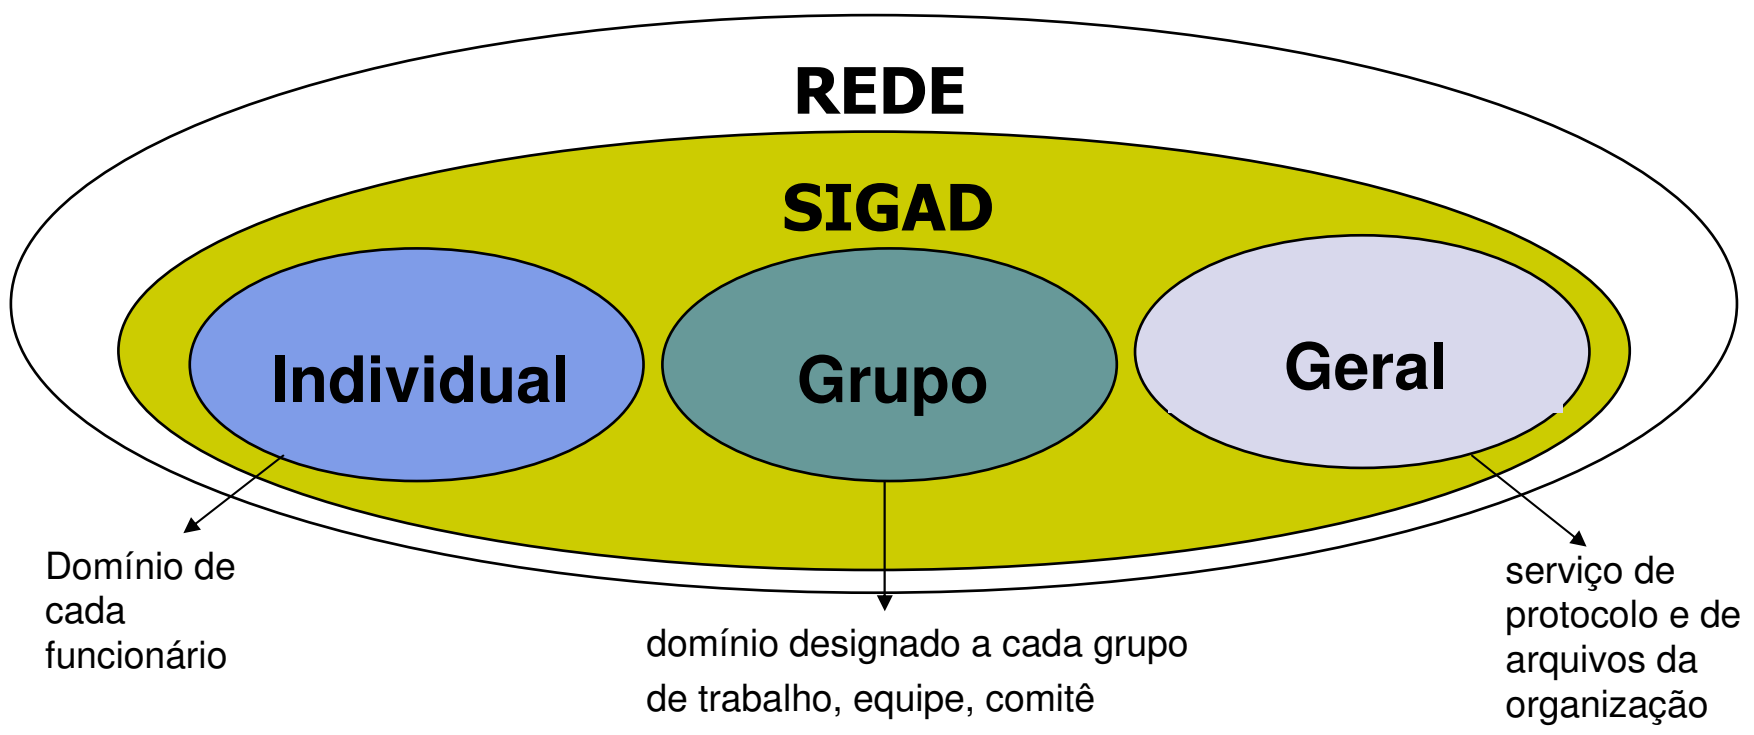 REDE
SIGAD
Individual
Grupo
Geral
Domínio de
cada
funcionário
domínio designado a cada grupo
de trabalho, equipe, comitê
serviço de
protocolo e de
arquivos da
organização